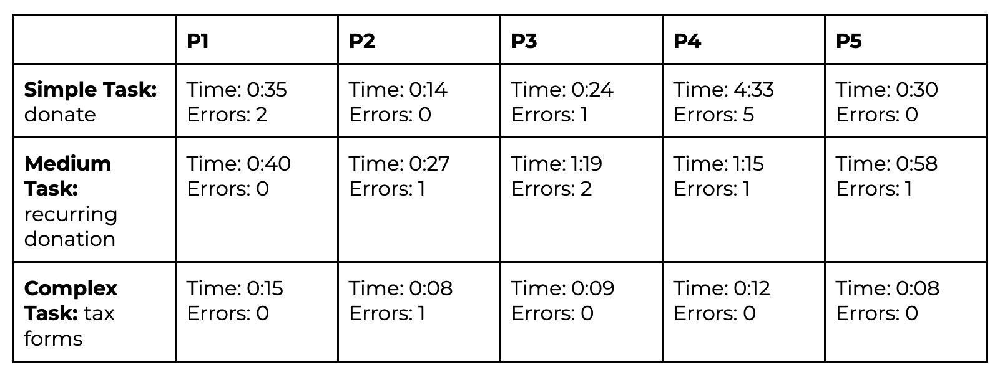 P1 P2 P3 P4 P5
Simple Task: Time: 0:35 Time: 0:14 Time: 0:24 Time: 4:33 Time: 0:30
donate Errors: 2 Errors: 0 Errors: 1 Errors: 5 Errors: 0
Medium Time: 0:40 Time: 0:27 Time: 1:19 Time: 1:15 Time: 0:58
Task: Errors: 0 Errors: 1 Errors: 2 Errors: 1 Errors: 1
recurring
donation
Complex Time: 0:15 Time: 0:08 Time: 0:09 Time: 0:12 Time: 0:08
Task: tax Errors: 0 Errors: 1 Errors: 0 Errors: 0 Errors: 0
forms